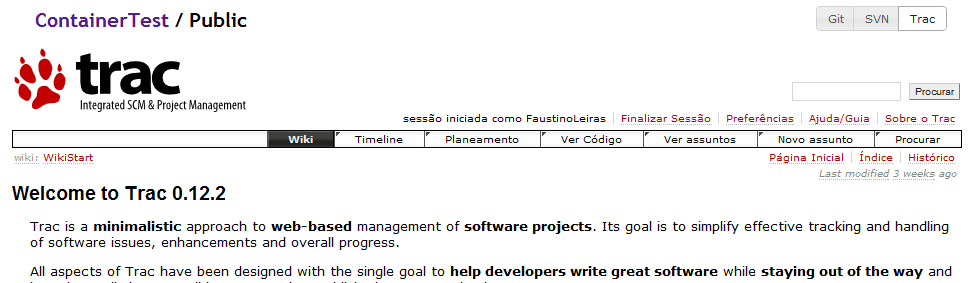 ContainerTest / Public
Git SVN Trac
trac
Integrated SCM & Project Management
Procurar
sessão iniciada como FaustinoLeiras Finalizar Sessão Preferências Ajuda/Guia Sobre o Trac
Wiki Timeline Planeamento Ver Código Ver assuntos Novo assunto Procurar
wiki: WikiStart Página Inicial Índice Histórico
Last modified 3 weeks ago
Welcome to Trac 0.12.2
Trac is a minimalistic approach to web-based management of software projects. Its goal is to simplify effective tracking and handling
of software issues, enhancements and overall progress.
All aspects of Trac have been designed with the single goal to help developers write great software while staying out of the way and